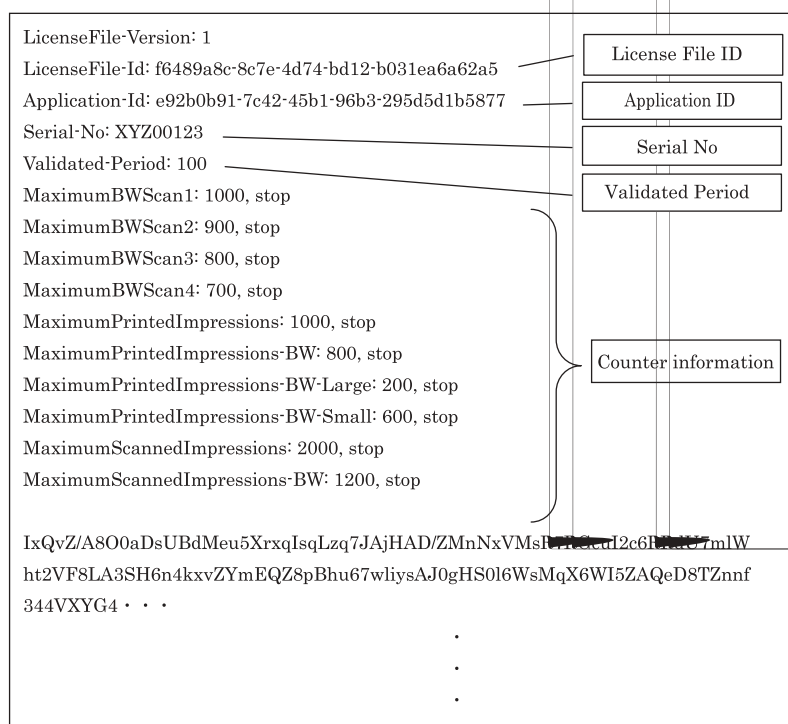 LicenseFile-Version: 1
LicenseFile-Id: f6489a8c-8c7e-4d74-bd12-b031ea6a62a5
License File ID
Application-Id: e92b0b91-7c42-45b1-96b3-295d5d1b5877
Application ID
Serial-No: XYZ00123
Serial No
Validated-Period: 100
Validated Period
MaximumBWScan1: 1000, stop
MaximumBWScan2: 900, stop
MaximumBWScan3: 800, stop
MaximumBWScan4: 700, stop
MaximumPrintedImpressions: 1000, stop
MaximumPrintedImpressions-BW: 800, stop
Counter information
MaximumPrintedImpressions-BW-Large: 200, stop
MaximumPrintedImpressions-BW-Small: 600, stop
MaximumScannedImpressions: 2000, stop
MaximumScannedImpressions-BW: 1200, stop
ht2VF8LA3SH6n4kxvZYmEQZ8pBhu67wliysAJ0gHS0l6WsMqX6WI5ZAQeD8TZnnf
344VXYG4・・・